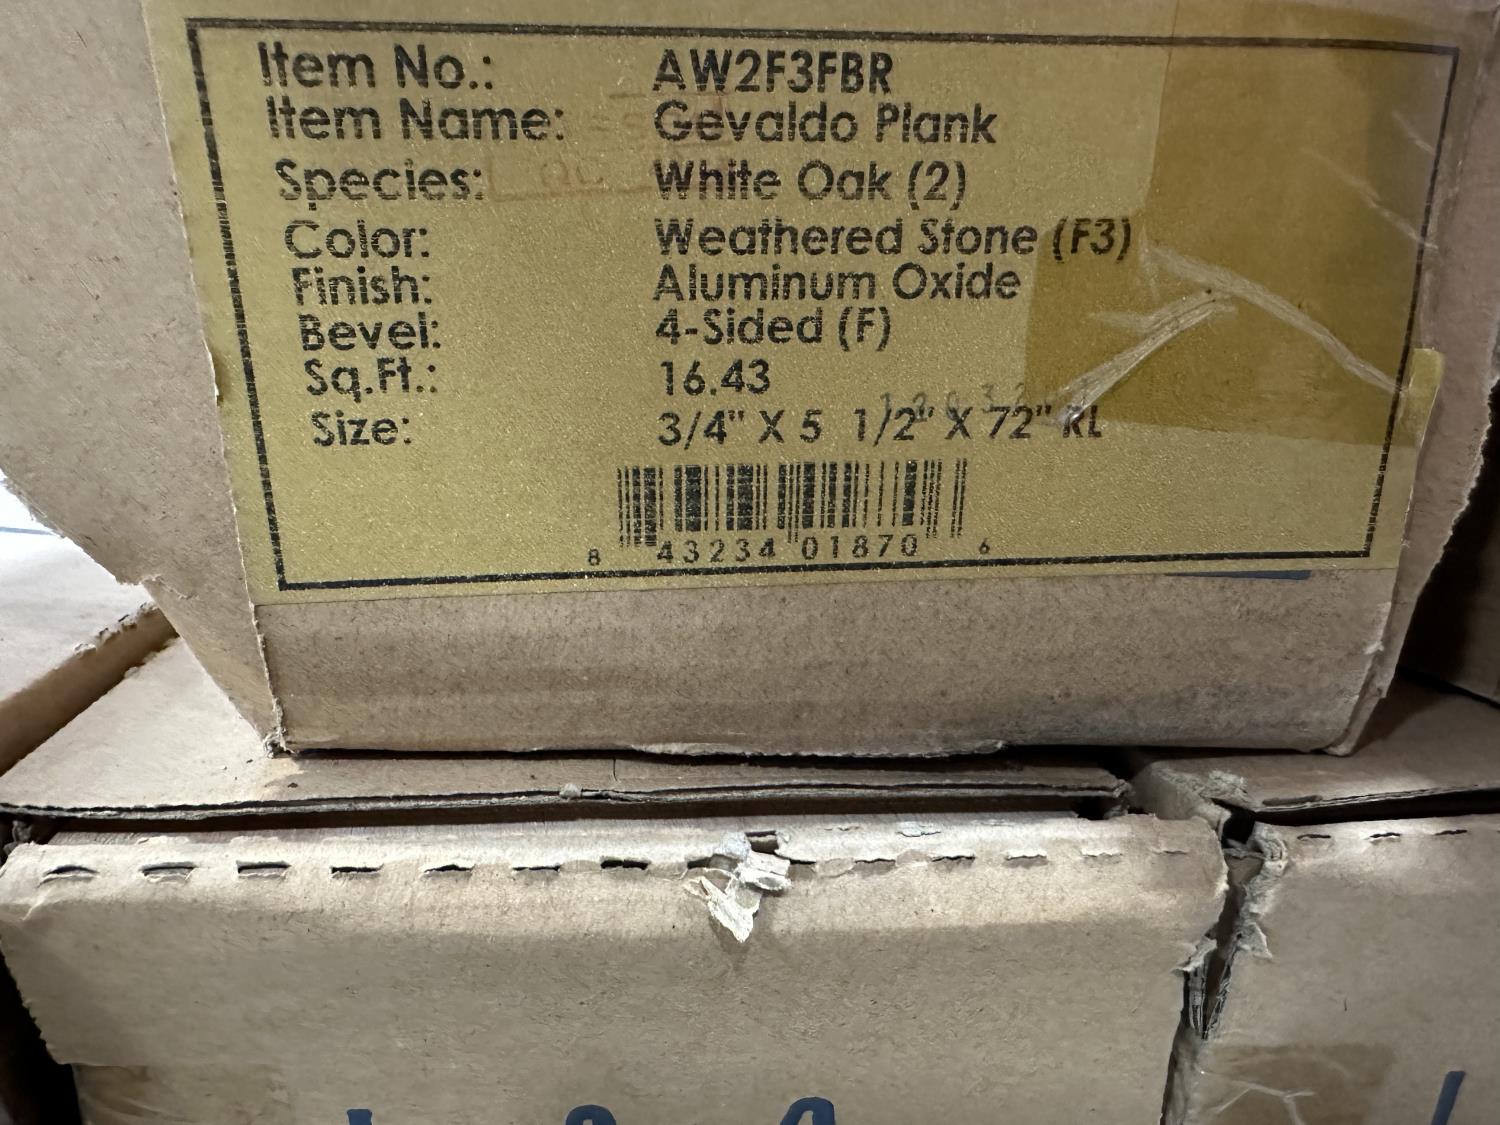 Item No.: AW2F3FBR
Item Name: Gevaldo Plank
Species: White Oak (2)
Color: Weathered Stone (F3)
Finish: Aluminum Oxide
Bevel: 4-Sided (F)
Sq.Ft.: 16.43
Size: 3/4" X 5 1/2" X 72" RL
8 43234 01870 6